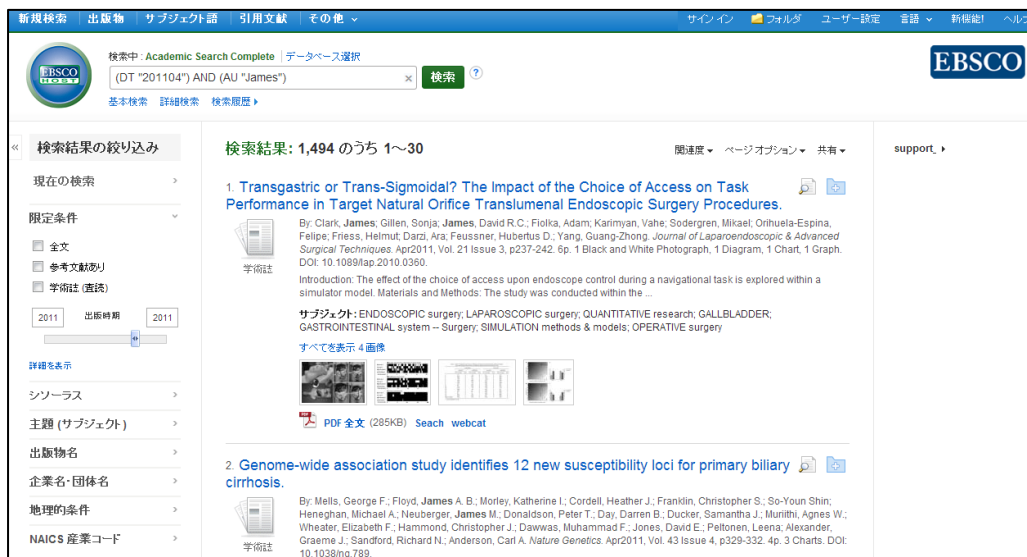 新規検索 出版物 サブジェクト語 引用文献 その他
サインイン フォルダ ユーザー設定 言語 新機能! ヘルプ
EBSCO HOST
検索中: Academic Search Complete データベース選択
(DT "201104") AND (AU "James") × 検索 ?
基本検索 詳細検索 検索履歴
EBSCO
« 検索結果の絞り込み
現在の検索
限定条件
全文
参考文献あり
学術誌 (査読)
2011 出版時期 2011
詳細を表示
シソーラス
主題 (サブジェクト)
出版物名
企業名・団体名
地理的条件
NAICS 産業コード
検索結果: 1,494 のうち 1～30
関連度 ページ オプション 共有
support_
1. Transgastric or Trans-Sigmoidal? The Impact of the Choice of Access on Task
Performance in Target Natural Orifice Translumenal Endoscopic Surgery Procedures.
学術誌
By: Clark, James; Gillen, Sonja; James, David R.C.; Fiolka, Adam; Karimyan, Vahe; Sodergren, Mikael; Orihuela-Espina,
Felipe; Friess, Helmut; Darzi, Ara; Feussner, Hubertus D.; Yang, Guang-Zhong. Journal of Laparoendoscopic & Advanced
Surgical Techniques. Apr2011, Vol. 21 Issue 3, p237-242. 6p. 1 Black and White Photograph, 1 Diagram, 1 Chart, 1 Graph.
DOI: 10.1089/lap.2010.0360.
Introduction: The effect of the choice of access upon endoscope control during a navigational task is explored within a
simulator model. Materials and Methods: The study was conducted within the ...
サブジェクト: ENDOSCOPIC surgery; LAPAROSCOPIC surgery; QUANTITATIVE research; GALLBLADDER;
GASTROINTESTINAL system -- Surgery; SIMULATION methods & models; OPERATIVE surgery
すべてを表示 4 画像
PDF 全文 (285KB) Seach webcat
2. Genome-wide association study identifies 12 new susceptibility loci for primary biliary
cirrhosis.
学術誌
By: Mells, George F.; Floyd, James A. B.; Morley, Katherine I.; Cordell, Heather J.; Franklin, Christopher S.; So-Youn Shin;
Heneghan, Michael A.; Neuberger, James M.; Donaldson, Peter T.; Day, Darren B.; Ducker, Samantha J.; Muriithi, Agnes W.;
Wheater, Elizabeth F.; Hammond, Christopher J.; Dawwas, Muhammad F.; Jones, David E.; Peltonen, Leena; Alexander,
Graeme J.; Sandford, Richard N.; Anderson, Carl A. Nature Genetics. Apr2011, Vol. 43 Issue 4, p329-332. 4p. 3 Charts. DOI:
10.1038/ng.789.